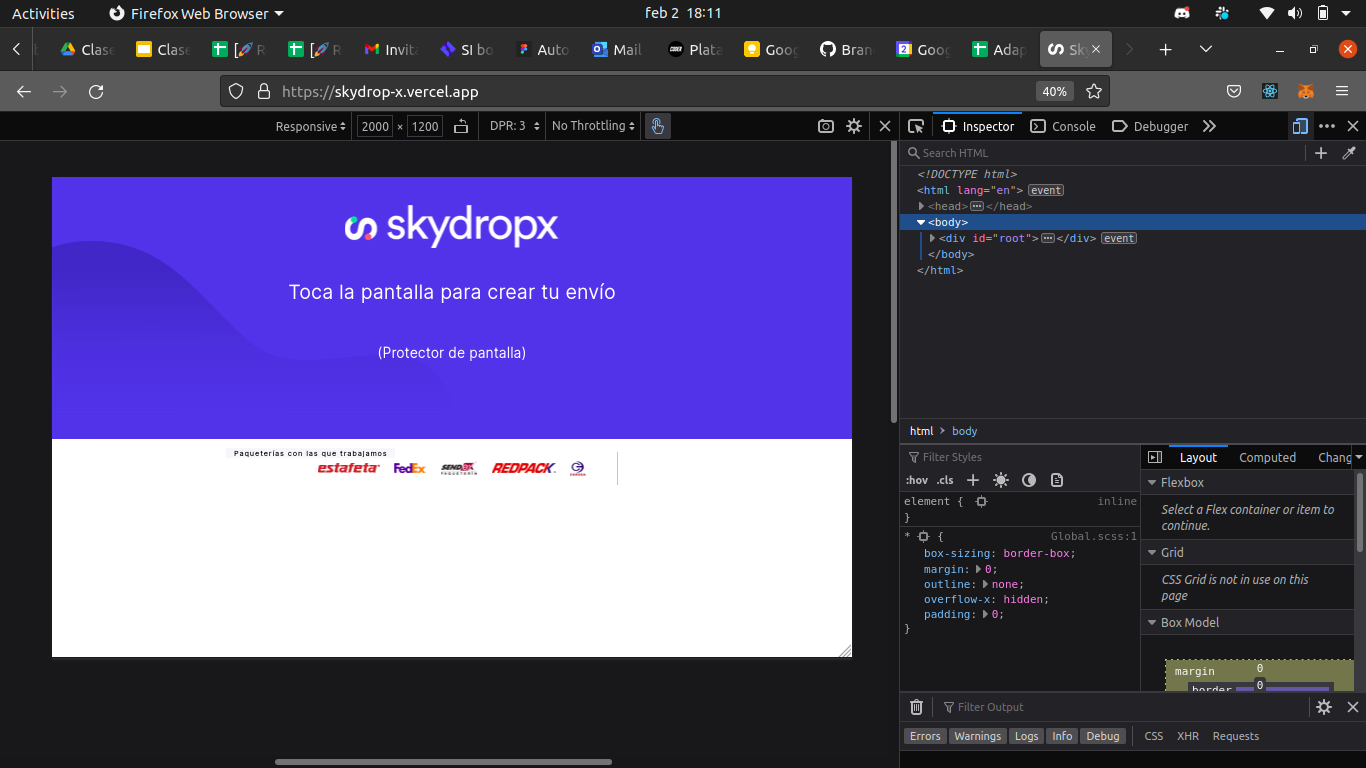 Activities
Firefox Web Browser
feb 2 18:11
Clase
Clase
[🚀 R
[🚀 R
Invita
SI bo
Auto
Mail
Plata
Goog
Bran
Goog
Adap
Sky
https://skydrop-x.vercel.app
40%
Responsive
2000 × 1200
DPR: 3
No Throttling
Inspector
Console
Debugger
Search HTML
<!DOCTYPE html>
<html lang="en"> event
<head> ••• </head>
<body>
<div id="root"> ••• </div> event
</body>
</html>
html > body
skydropx
Toca la pantalla para crear tu envío
(Protector de pantalla)
Paqueterías con las que trabajamos
estafeta
FedEx
SENDEX
PAQUETERÍA
REDPACK
Filter Styles
:hov .cls
element {
inline
}
* {
Global.scss:1
box-sizing: border-box;
margin: 0;
outline: none;
overflow-x: hidden;
padding: 0;
}
Layout
Computed
Chang
Flexbox
Select a Flex container or item to
continue.
Grid
CSS Grid is not in use on this
page
Box Model
margin
0
border
0
Filter Output
Errors
Warnings
Logs
Info
Debug
CSS
XHR
Requests